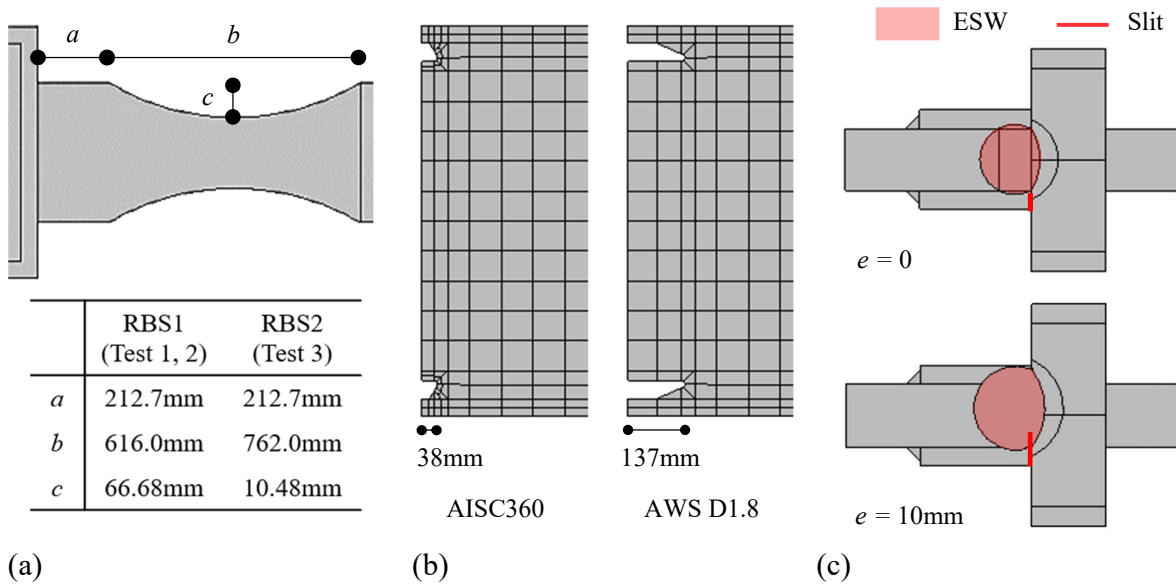 a
b
c
RBS1 RBS2
(Test 1, 2) (Test 3)
a 212.7mm 212.7mm
b 616.0mm 762.0mm
c 66.68mm 10.48mm
(a)
38mm 137mm
AISC360 AWS D1.8
(b)
ESW Slit
e = 0
e = 10mm
(c)